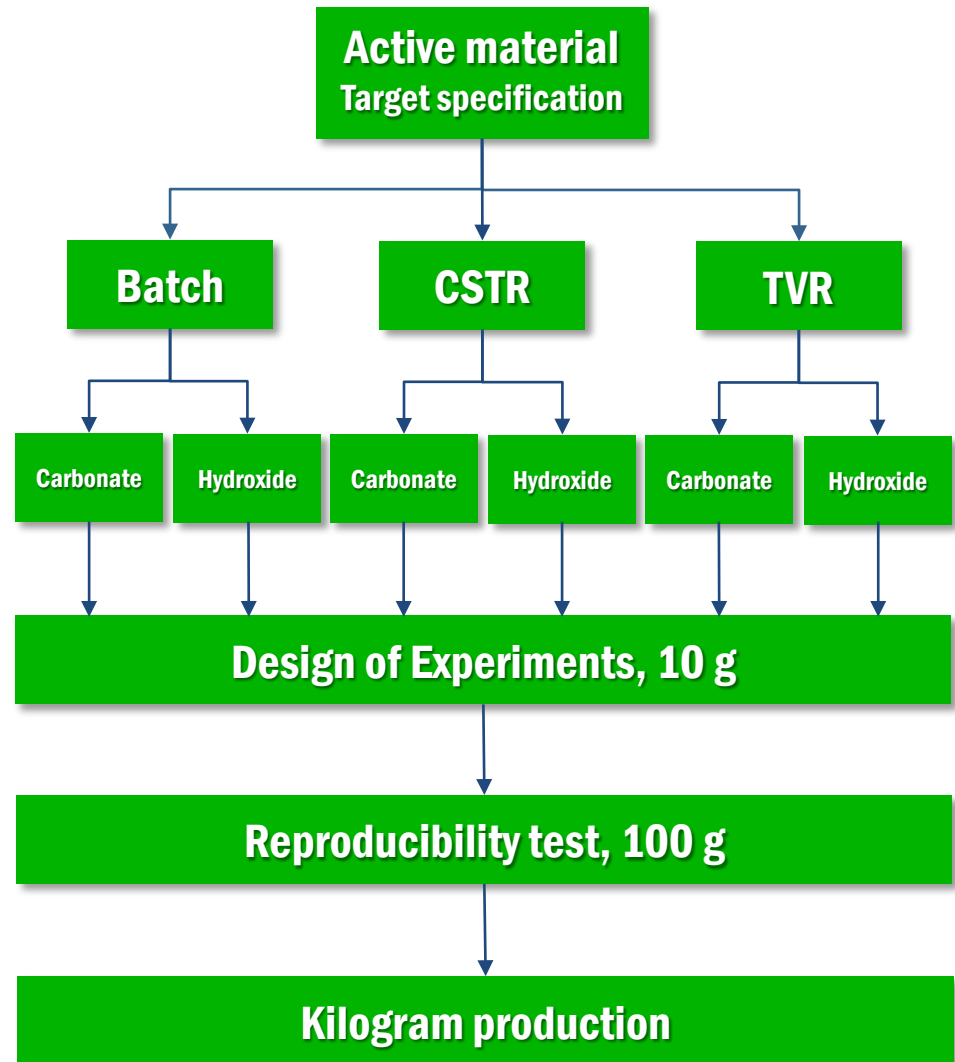 Active material
Target specification
Batch
CSTR
TVR
Carbonate
Hydroxide
Carbonate
Hydroxide
Carbonate
Hydroxide
Design of Experiments, 10 g
Reproducibility test, 100 g
Kilogram production